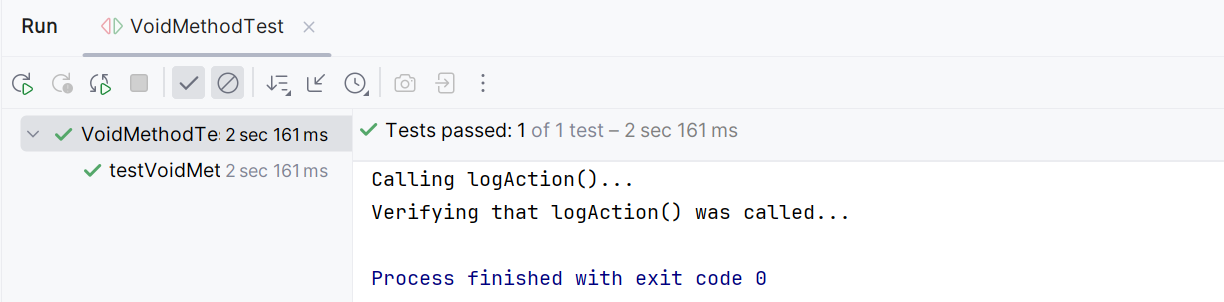 Run VoidMethodTest
VoidMethodTe: 2 sec 161 ms
testVoidMet 2 sec 161 ms
Tests passed: 1 of 1 test – 2 sec 161 ms
Calling logAction()...
Verifying that logAction() was called...
Process finished with exit code 0